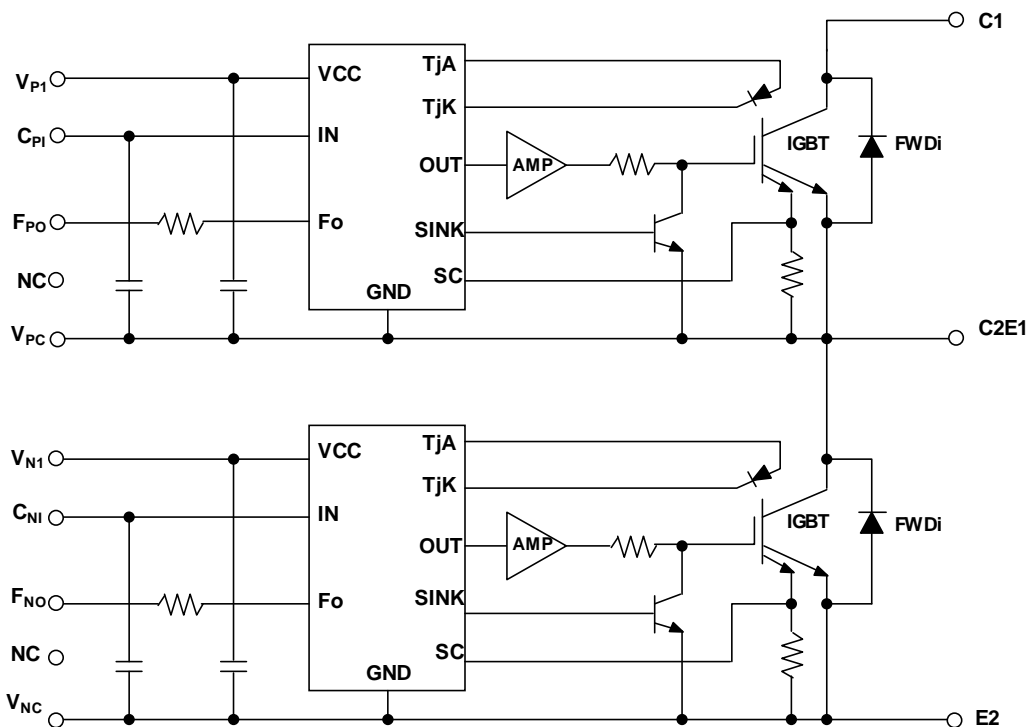 C1
VP1
VCC
TjA
TjK
CPI
IN
OUT
AMP
IGBT
FWDi
FPO
Fo
SINK
NC
SC
GND
VPC
C2E1
VN1
VCC
TjA
TjK
CNI
IN
OUT
AMP
IGBT
FWDi
FNO
Fo
SINK
NC
SC
GND
VNC
E2